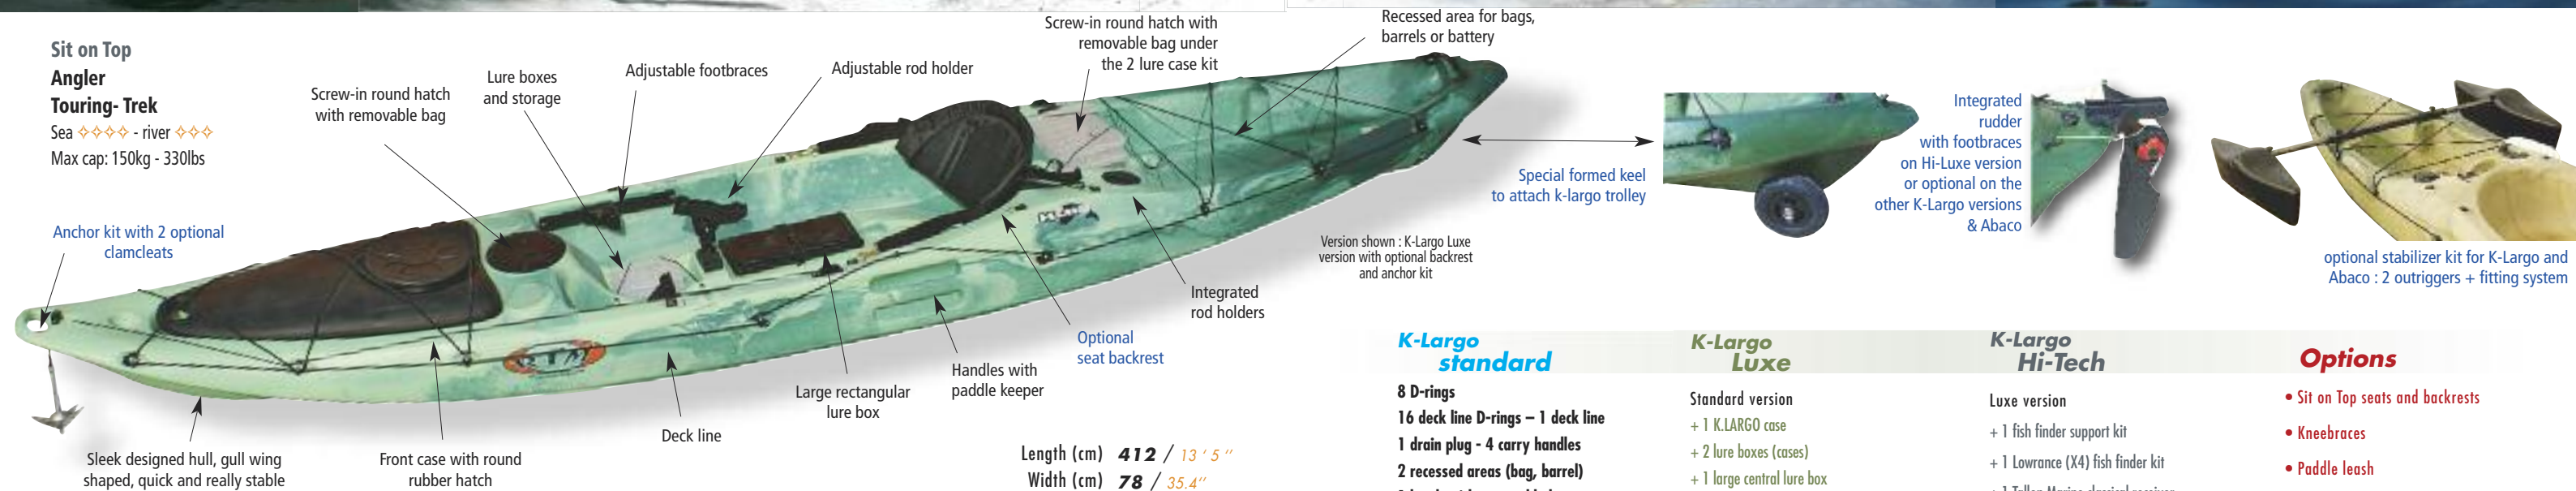 Sit on Top
Angler
Touring- Trek
Sea ✧✧✧✧ - river ✧✧✧
Max cap: 150kg - 330lbs
Anchor kit with 2 optional
clamcleats
Screw-in round hatch
with removable bag
Lure boxes
and storage
Adjustable footbraces
Adjustable rod holder
Screw-in round hatch with
removable bag under
the 2 lure case kit
Recessed area for bags,
barrels or battery
Special formed keel
to attach k-largo trolley
Integrated
rudder
with footbraces
on Hi-Luxe version
or optional on the
other K-Largo versions
& Abaco
optional stabilizer kit for K-Largo and
Abaco : 2 outriggers + fitting system
Version shown : K-Largo Luxe
version with optional backrest
and anchor kit
Integrated
rod holders
Optional
seat backrest
Handles with
paddle keeper
Large rectangular
lure box
Deck line
RTM
Front case with round
rubber hatch
Sleek designed hull, gull wing
shaped, quick and really stable
Length (cm) 412 / 13 ' 5 ''
Width (cm) 78 / 35.4''
K-Largo
standard
8 D-rings
16 deck line D-rings – 1 deck line
1 drain plug - 4 carry handles
2 recessed areas (bag, barrel)
K-Largo
Luxe
Standard version
+ 1 K.LARGO case
+ 2 lure boxes (cases)
+ 1 large central lure box
K-Largo
Hi-Tech
Luxe version
+ 1 fish finder support kit
+ 1 Lowrance (X4) fish finder kit
Options
• Sit on Top seats and backrests
• Kneebraces
• Paddle leash